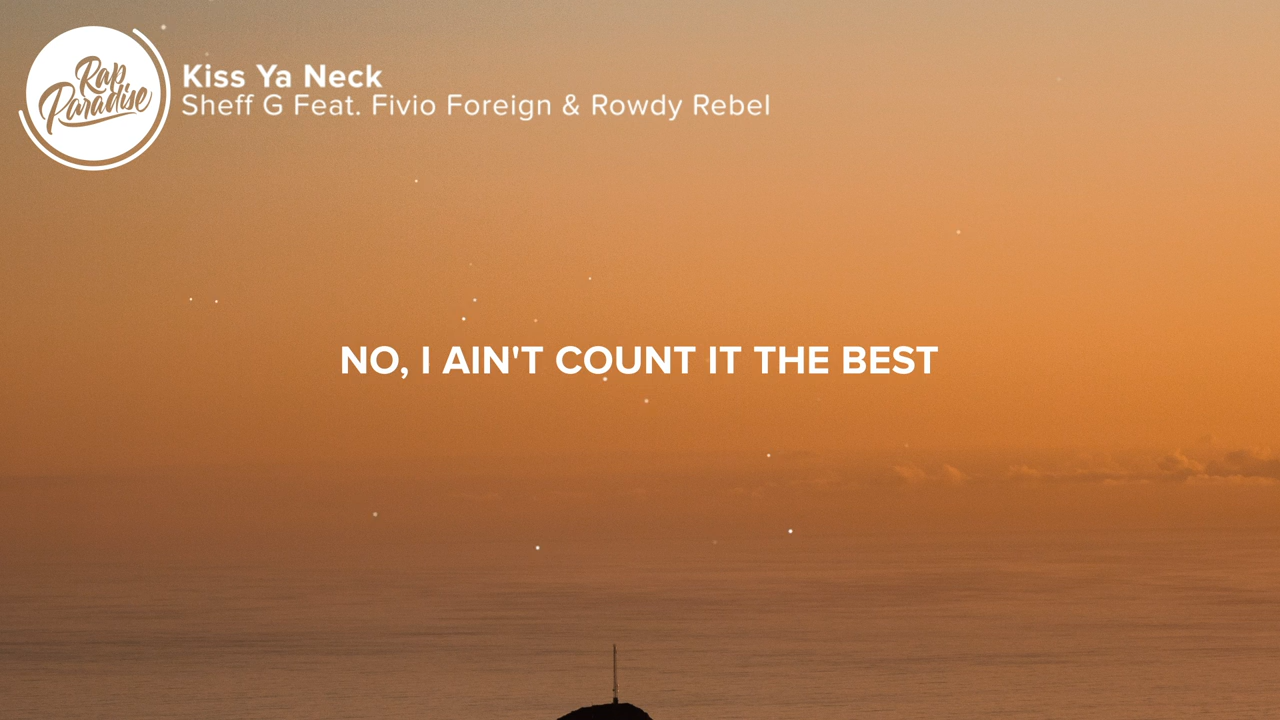 Rap
Paradise
Kiss Ya Neck
Sheff G Feat. Fivio Foreign & Rowdy Rebel
NO, I AIN'T COUNT IT THE BEST